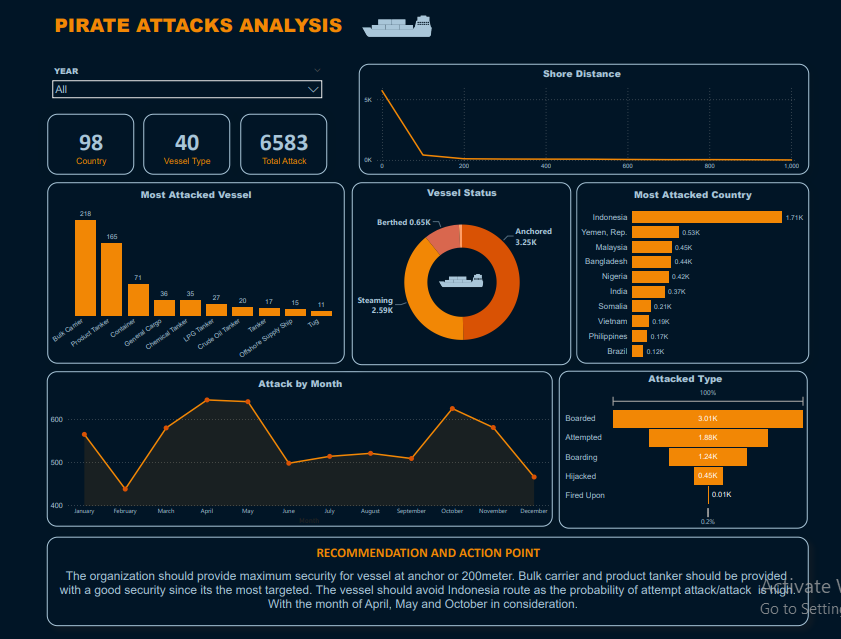 PIRATE ATTACKS ANALYSIS
YEAR
All
98
Country
40
Vessel Type
6583
Total Attack
Shore Distance
5K
0K
0 200 400 600 800 1,000
Most Attacked Vessel
218
165
71
36
35
27
20
17
15
11
Bulk Carrier
Product Tanker
Container
General Cargo
Chemical Tanker
LPG Tanker
Crude Oil Tanker
Tanker
Offshore Supply Ship
Tug
Vessel Status
Berthed 0.65K
Anchored
3.25K
Steaming
2.59K
Most Attacked Country
Indonesia 1.71K
Yemen, Rep. 0.53K
Malaysia 0.45K
Bangladesh 0.44K
Nigeria 0.42K
India 0.37K
Somalia 0.21K
Vietnam 0.19K
Philippines 0.17K
Brazil 0.12K
Attack by Month
600
500
400
January February March April May June July August September October November December
Month
Attacked Type
100%
Boarded 3.01K
Attempted 1.88K
Boarding 1.24K
Hijacked 0.45K
Fired Upon 0.01K
0.2%
RECOMMENDATION AND ACTION POINT
The organization should provide maximum security for vessel at anchor or 200meter. Bulk carrier and product tanker should be provided
with a good security since its the most targeted. The vessel should avoid Indonesia route as the probability of attempt attack/attack is high.
With the month of April, May and October in consideration.
Activate W
Go to Setting